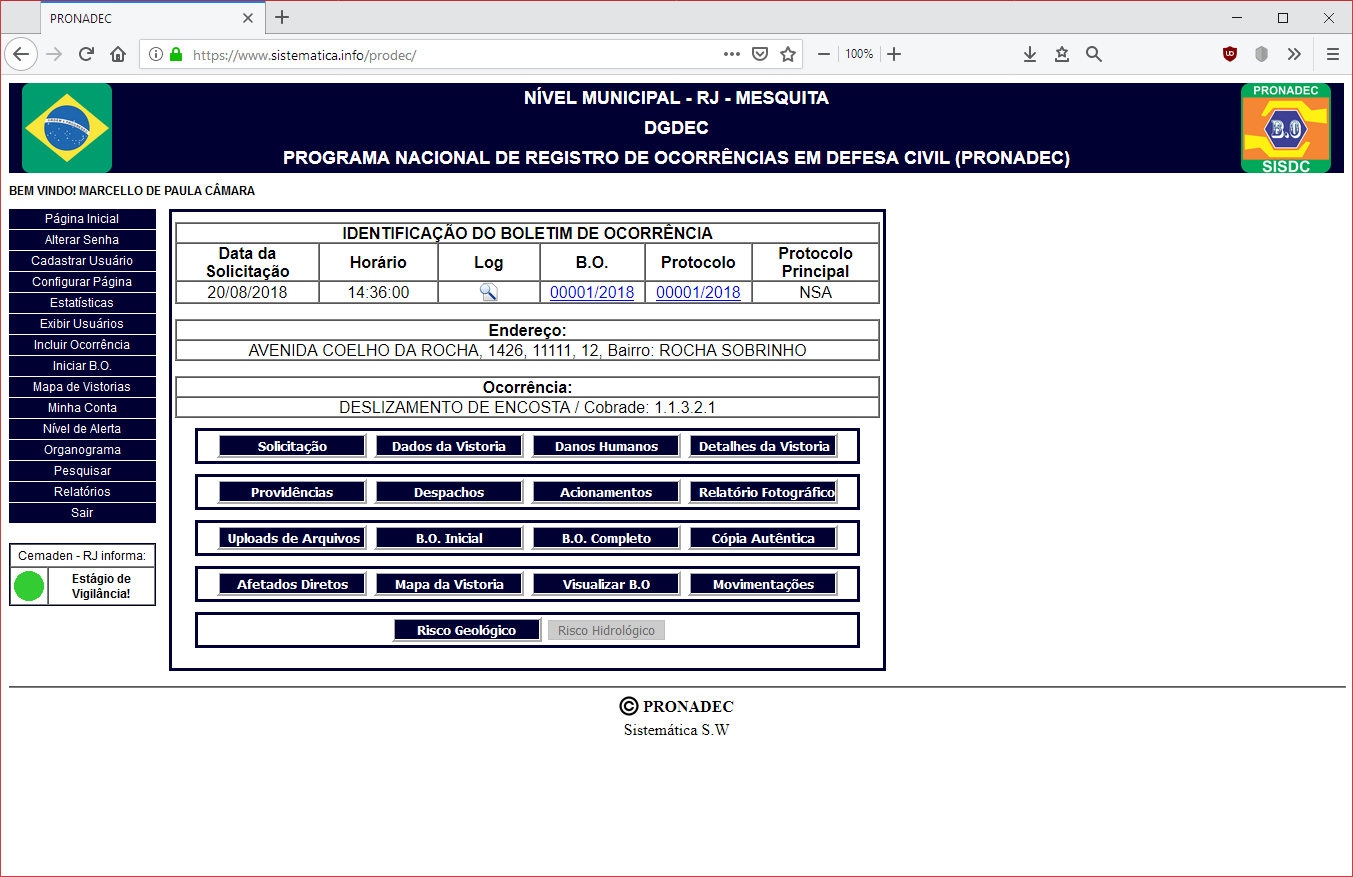 PRONADEC
https://www.sistematica.info/prodec/
100%
NÍVEL MUNICIPAL - RJ - MESQUITA
DGDEC
PROGRAMA NACIONAL DE REGISTRO DE OCORRÊNCIAS EM DEFESA CIVIL (PRONADEC)
PRONADEC
B.O
SISDC
BEM VINDO! MARCELLO DE PAULA CÂMARA
Página Inicial
Alterar Senha
Cadastrar Usuário
Configurar Página
Estatísticas
Exibir Usuários
Incluir Ocorrência
Iniciar B.O.
Mapa de Vistorias
Minha Conta
Nível de Alerta
Organograma
Pesquisar
Relatórios
Sair
Cemaden - RJ informa:
Estágio de
Vigilância!
IDENTIFICAÇÃO DO BOLETIM DE OCORRÊNCIA
Data da Solicitação Horário Log B.O. Protocolo Protocolo Principal
20/08/2018 14:36:00 00001/2018 00001/2018 NSA
Endereço:
AVENIDA COELHO DA ROCHA, 1426, 11111, 12, Bairro: ROCHA SOBRINHO
Ocorrência:
DESLIZAMENTO DE ENCOSTA / Cobrade: 1.1.3.2.1
Solicitação Dados da Vistoria Danos Humanos Detalhes da Vistoria
Providências Despachos Acionamentos Relatório Fotográfico
Uploads de Arquivos B.O. Inicial B.O. Completo Cópia Autêntica
Afetados Diretos Mapa da Vistoria Visualizar B.O Movimentações
Risco Geológico Risco Hidrológico
© PRONADEC
Sistemática S.W